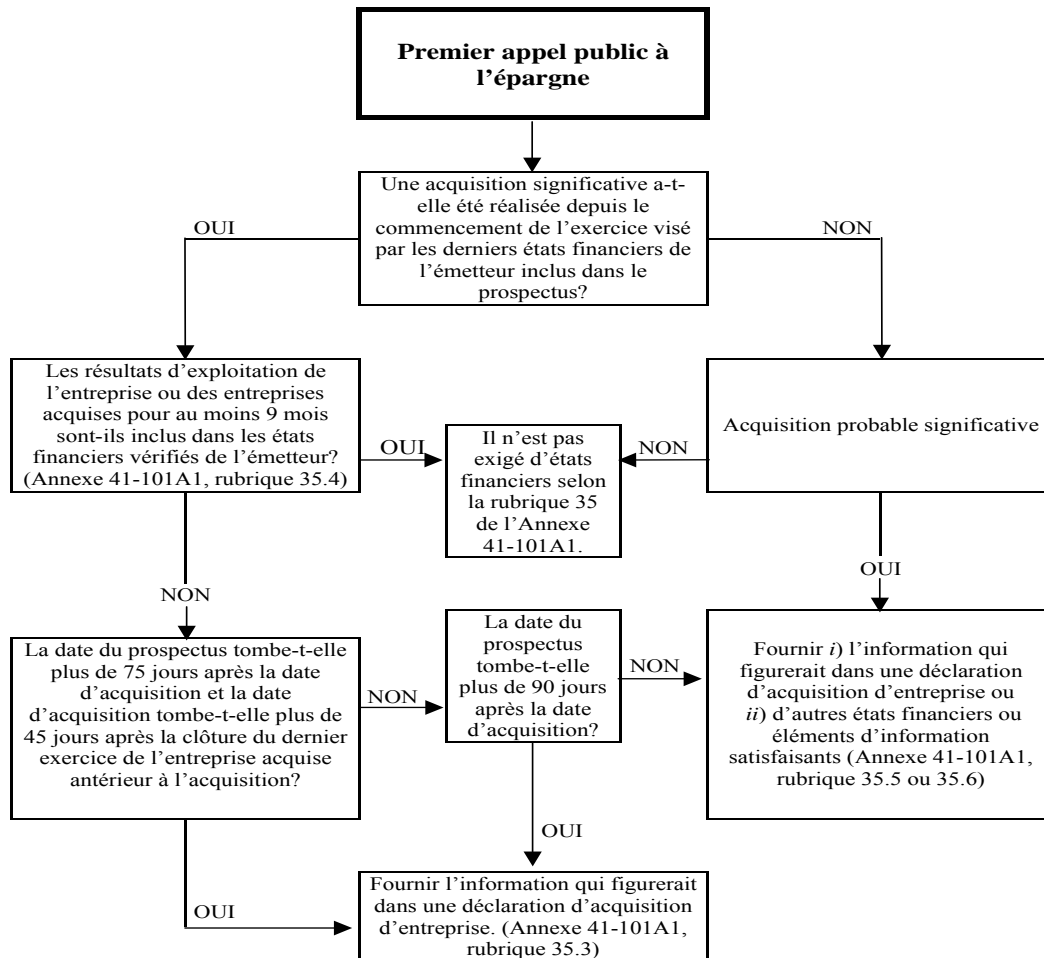 Premier appel public à
l'épargne
Une acquisition significative a-t-
elle été réalisée depuis le
commencement de l'exercice visé
par les derniers états financiers
de l'émetteur inclus dans le
prospectus?
OUI
NON
Les résultats d'exploitation de
l'entreprise ou des entreprises
acquises pour au moins 9 mois
sont-ils inclus dans les états
financiers vérifiés de l'émetteur?
(Annexe 41-101A1, rubrique 35.4)
OUI
Il n'est pas
exigé d'états
financiers selon
la rubrique 35
de l'Annexe
41-101A1.
NON
Acquisition probable significative
NON
OUI
La date du prospectus tombe-t-elle
plus de 75 jours après la date
d'acquisition et la date
d'acquisition tombe-t-elle plus de
45 jours après la clôture du dernier
exercice de l'entreprise acquise
antérieur à l'acquisition?
NON
La date du
prospectus
tombe-t-elle
plus de 90 jours
après la date
d'acquisition?
NON
Fournir i) l'information qui
figurerait dans une déclaration
d'acquisition d'entreprise ou
ii) d'autres états financiers ou
éléments d'information
satisfaisants (Annexe 41-101A1,
rubrique 35.5 ou 35.6)
OUI
OUI
Fournir l'information qui figurerait
dans une déclaration d'acquisition
d'entreprise. (Annexe 41-101A1,
rubrique 35.3)